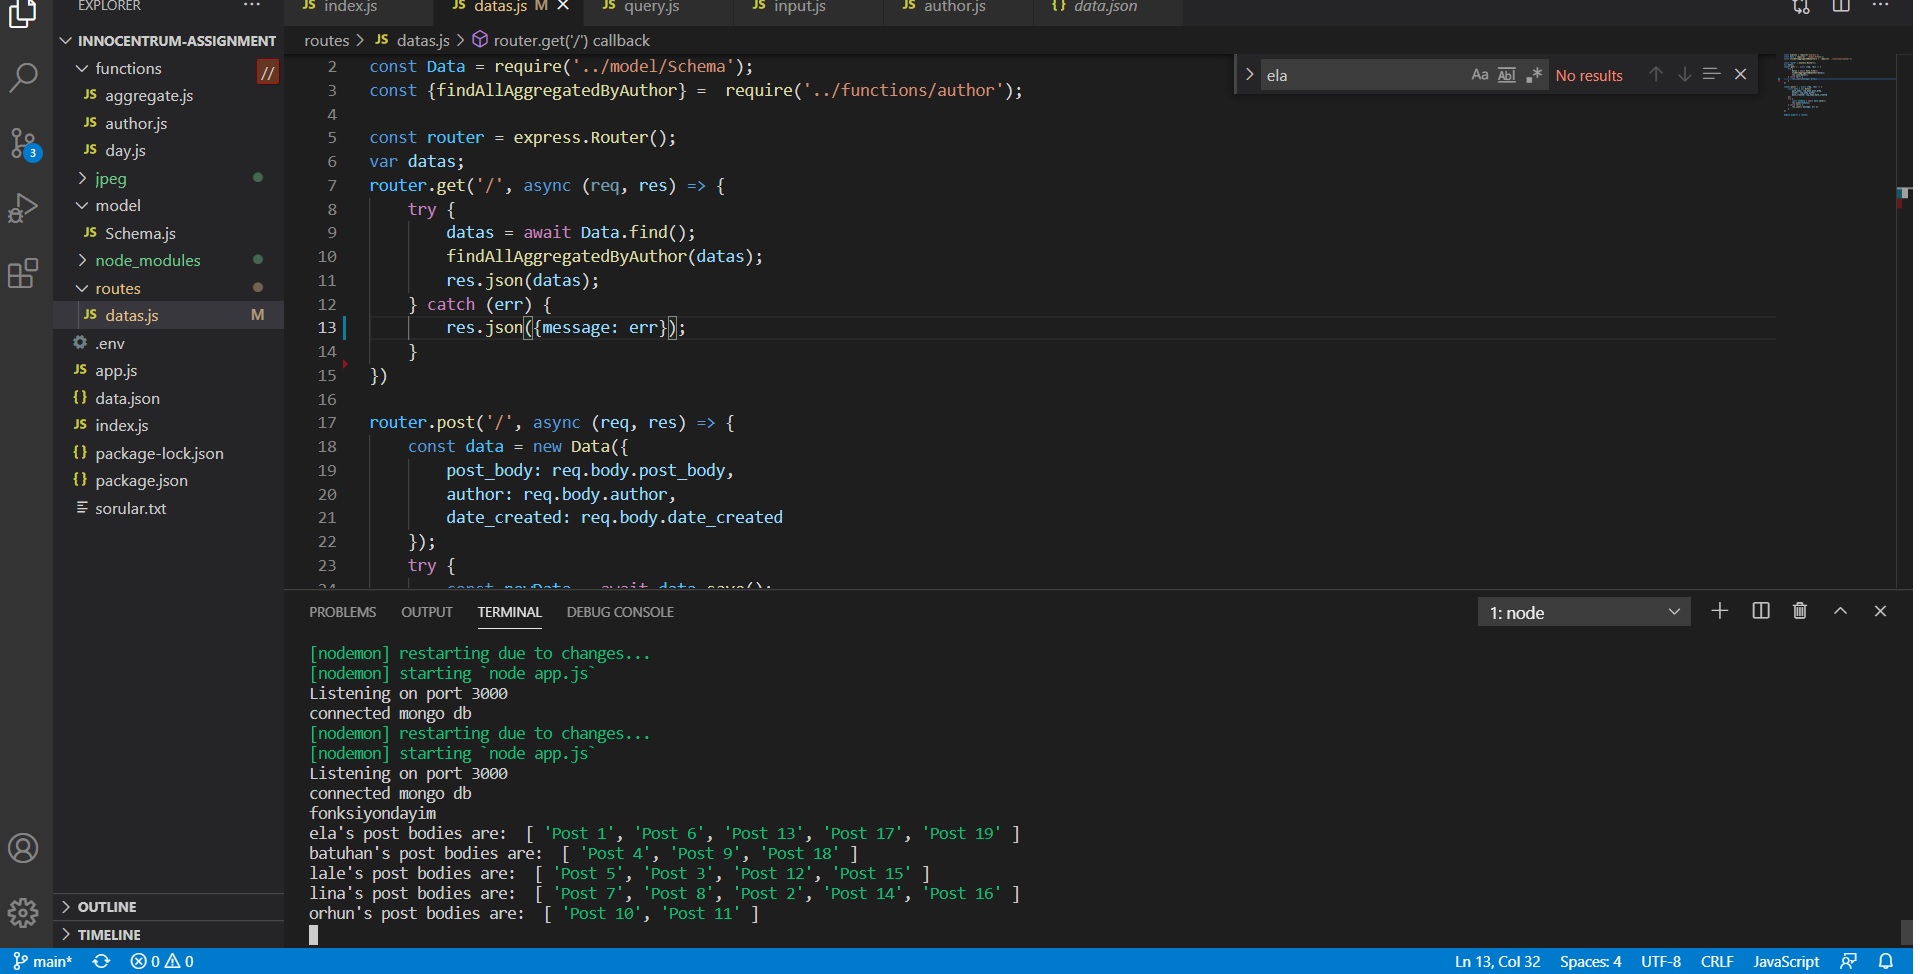 EXPLORER
INNOCENTRUM-ASSIGNMENT
functions
//
JS aggregate.js
JS author.js
JS day.js
jpeg
model
JS Schema.js
node_modules
routes
JS datas.js M
.env
JS app.js
{} data.json
JS index.js
{} package-lock.json
{} package.json
sorular.txt
OUTLINE
TIMELINE
3
JS index.js JS datas.js M JS query.js JS input.js JS author.js {} data.json
routes > JS datas.js > router.get('/') callback
ela Aa Abl .* No results
2 const Data = require('../model/Schema');
3 const {findAllAggregatedByAuthor} =  require('../functions/author');
4
5 const router = express.Router();
6 var datas;
7 router.get('/', async (req, res) => {
8     try {
9         datas = await Data.find();
10         findAllAggregatedByAuthor(datas);
11         res.json(datas);
12     } catch (err) {
13         res.json({message: err});
14     }
15 })
16
17 router.post('/', async (req, res) => {
18     const data = new Data({
19         post_body: req.body.post_body,
20         author: req.body.author,
21         date_created: req.body.date_created
22     });
23     try {
24         const newData = await data.save();
PROBLEMS OUTPUT TERMINAL DEBUG CONSOLE 1: node
[nodemon] restarting due to changes...
[nodemon] starting `node app.js`
Listening on port 3000
connected mongo db
[nodemon] restarting due to changes...
[nodemon] starting `node app.js`
Listening on port 3000
connected mongo db
fonksiyondayim
ela's post bodies are:  [ 'Post 1', 'Post 6', 'Post 13', 'Post 17', 'Post 19' ]
batuhan's post bodies are:  [ 'Post 4', 'Post 9', 'Post 18' ]
lale's post bodies are:  [ 'Post 5', 'Post 3', 'Post 12', 'Post 15' ]
lina's post bodies are:  [ 'Post 7', 'Post 8', 'Post 2', 'Post 14', 'Post 16' ]
orhun's post bodies are:  [ 'Post 10', 'Post 11' ]
main* 0 0 Ln 13, Col 32 Spaces: 4 UTF-8 CRLF JavaScript